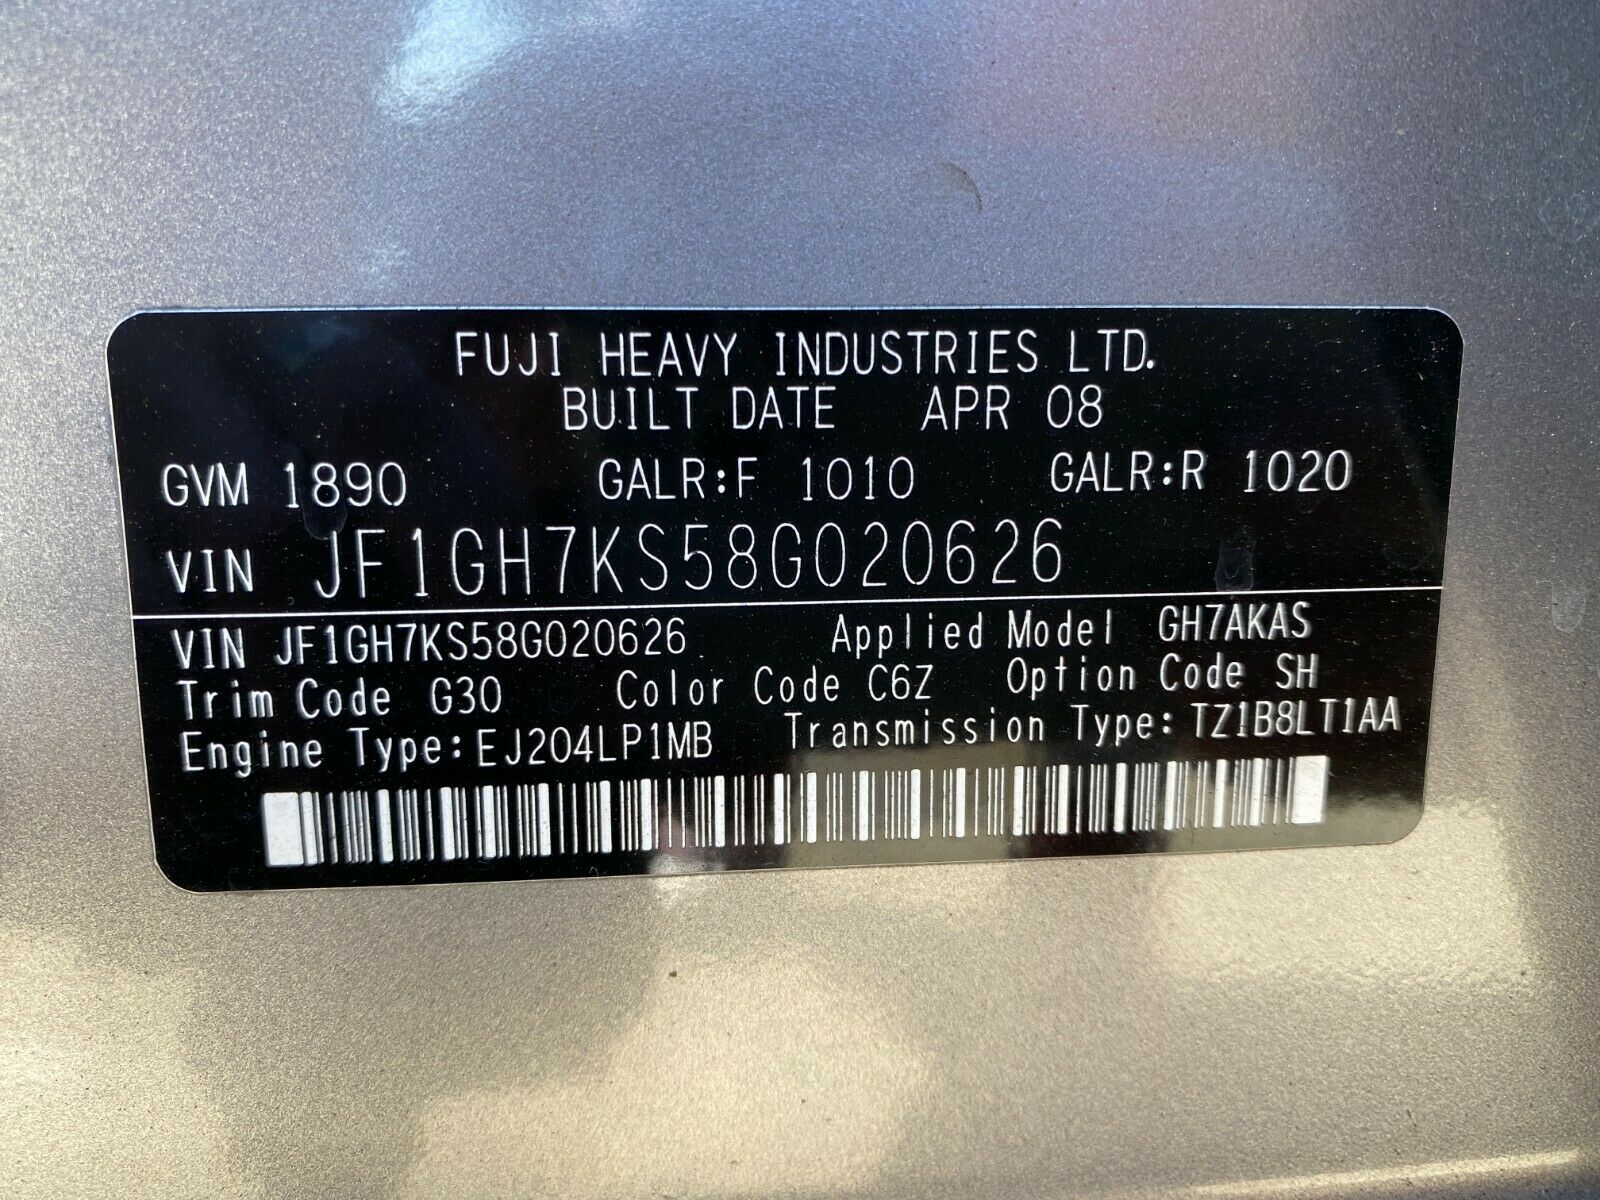 FUJI HEAVY INDUSTRIES LTD.
BUILT DATE APR 08
GVM 1890 GALR:F 1010 GALR:R 1020
VIN JF1GH7KS58G020626
VIN JF1GH7KS58G020626 Applied Model GH7AKAS
Trim Code G30 Color Code C6Z Option Code SH
Engine Type: EJ204LP1MB Transmission Type: TZ1B8LT1AA